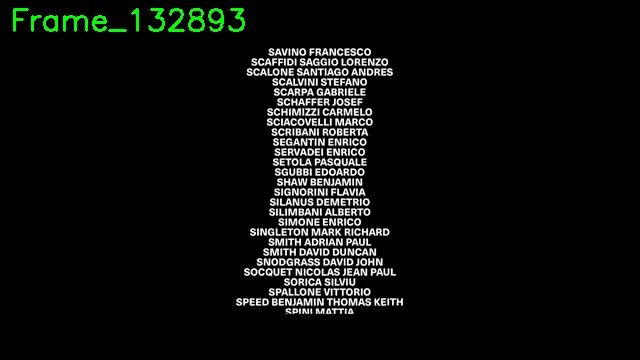 Frame_132893
SAVINO FRANCESCO
SCAFFIDI SAGGIO LORENZO
SCALONE SANTIAGO ANDRES
SCALVINI STEFANO
SCARPA GABRIELE
SCHAFFER JOSEF
SCHIMIZZI CARMELO
SCIACOVELLI MARCO
SCRIBANI ROBERTA
SEGANTIN ENRICO
SERVADEI ENRICO
SETOLA PASQUALE
SGUBBI EDOARDO
SHAW BENJAMIN
SIGNORINI FLAVIA
SILANUS DEMETRIO
SILIMBANI ALBERTO
SIMONE ENRICO
SINGLETON MARK RICHARD
SMITH ADRIAN PAUL
SMITH DAVID DUNCAN
SNODGRASS DAVID JOHN
SOCQUET NICOLAS JEAN PAUL
SORICA SILVIU
SPALLONE VITTORIO
SPEED BENJAMIN THOMAS KEITH
SPINI MATTIA